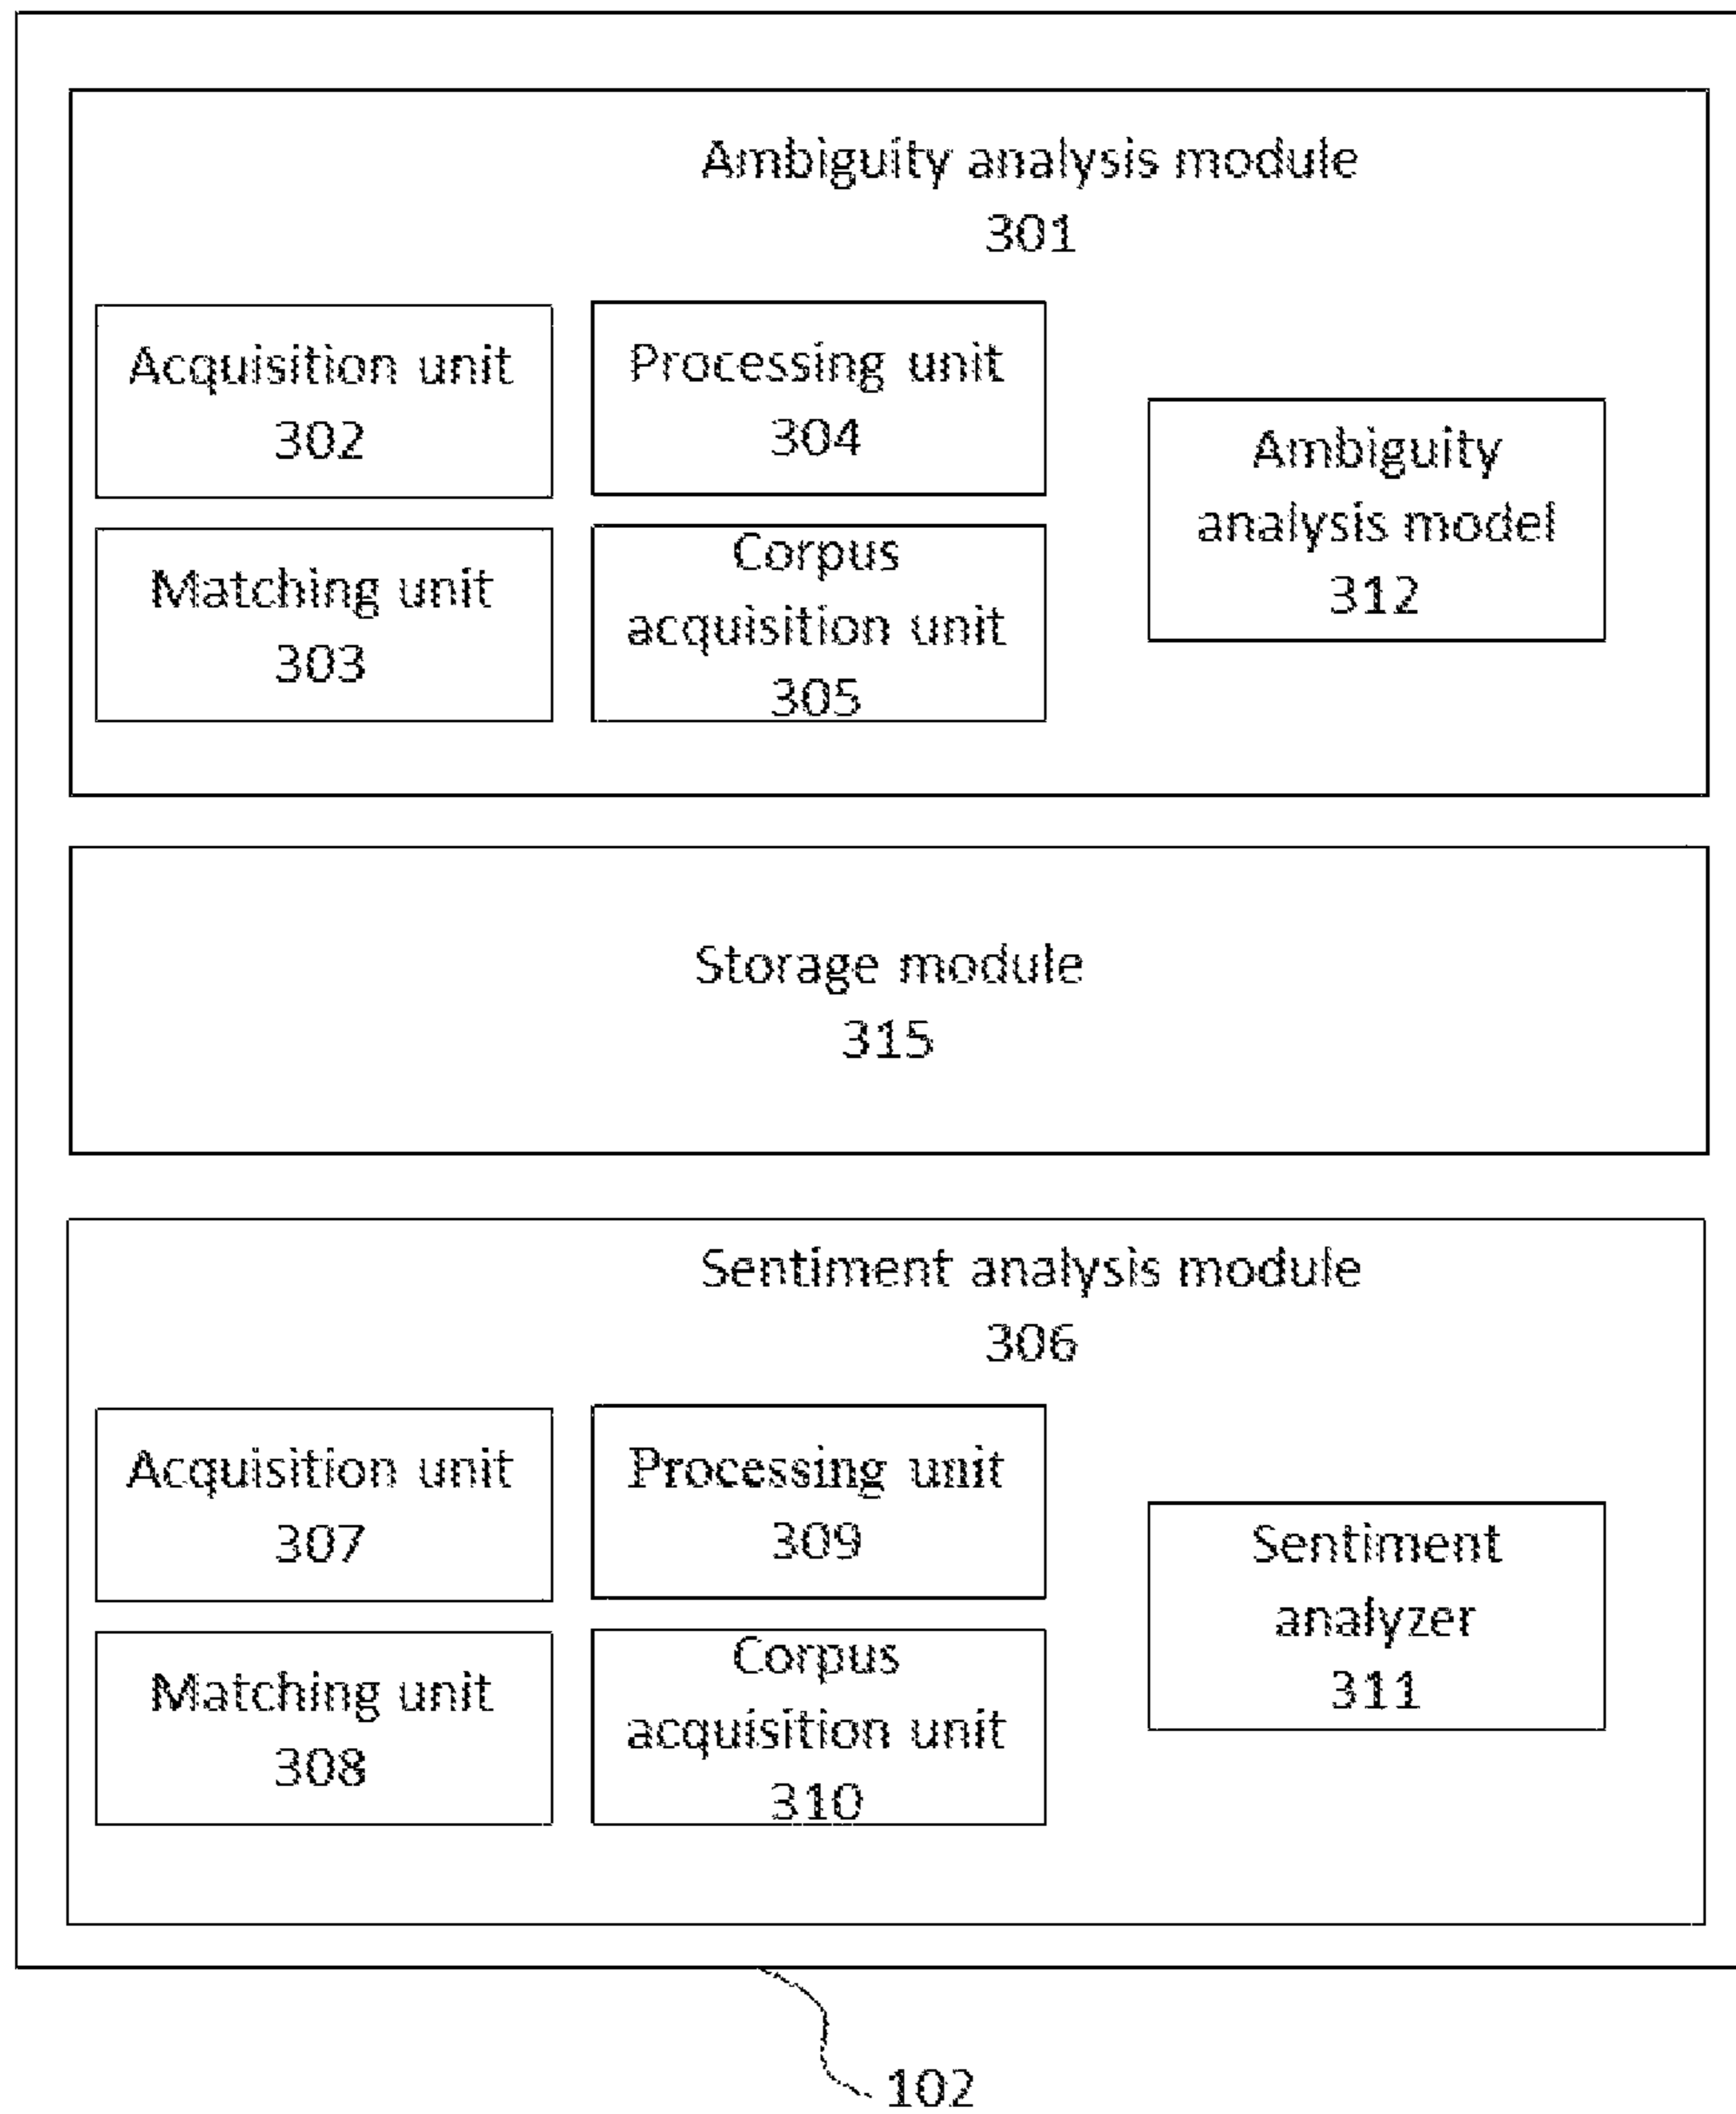 Ambiguity analysis module
301
Acquisition unit
302
Processing unit
304
Matching unit
303
Corpus
acquisition unit
305
Ambiguity
analysis model
312
Storage module
315
Sentiment analysis module
306
Acquisition unit
307
Processing unit
309
Matching unit
308
Corpus
acquisition unit
310
Sentiment
analyzer
311
102